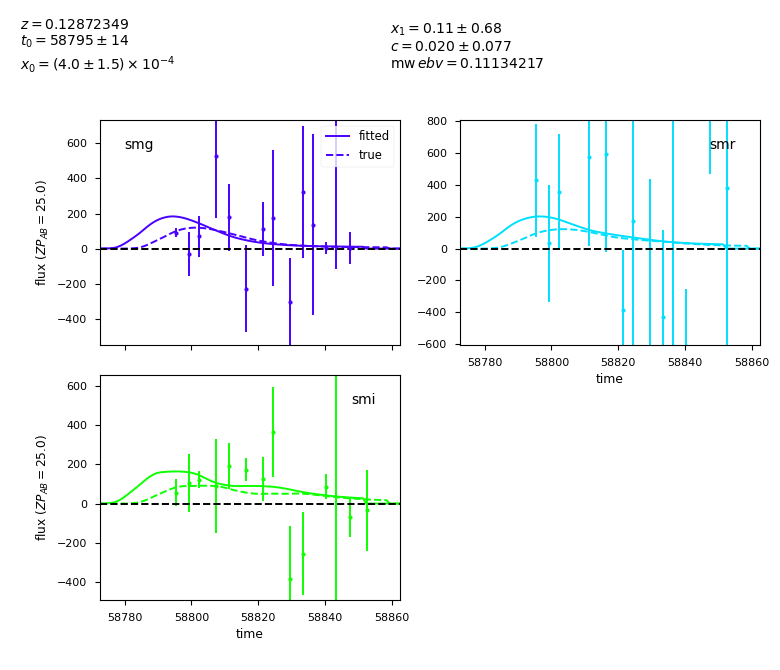 z = 0.12872349
t₀ = 58795 ± 14
x₀ = (4.0 ± 1.5) × 10⁻⁴
x₁ = 0.11 ± 0.68
c = 0.020 ± 0.077
mw ebv = 0.11134217
smg
fitted
true
600
400
200
0
−200
−400
flux (ZP_AB = 25.0)
smr
800
600
400
200
0
−200
−400
−600
58780 58800 58820 58840 58860
time
smi
600
400
200
0
−200
−400
flux (ZP_AB = 25.0)
58780 58800 58820 58840 58860
time